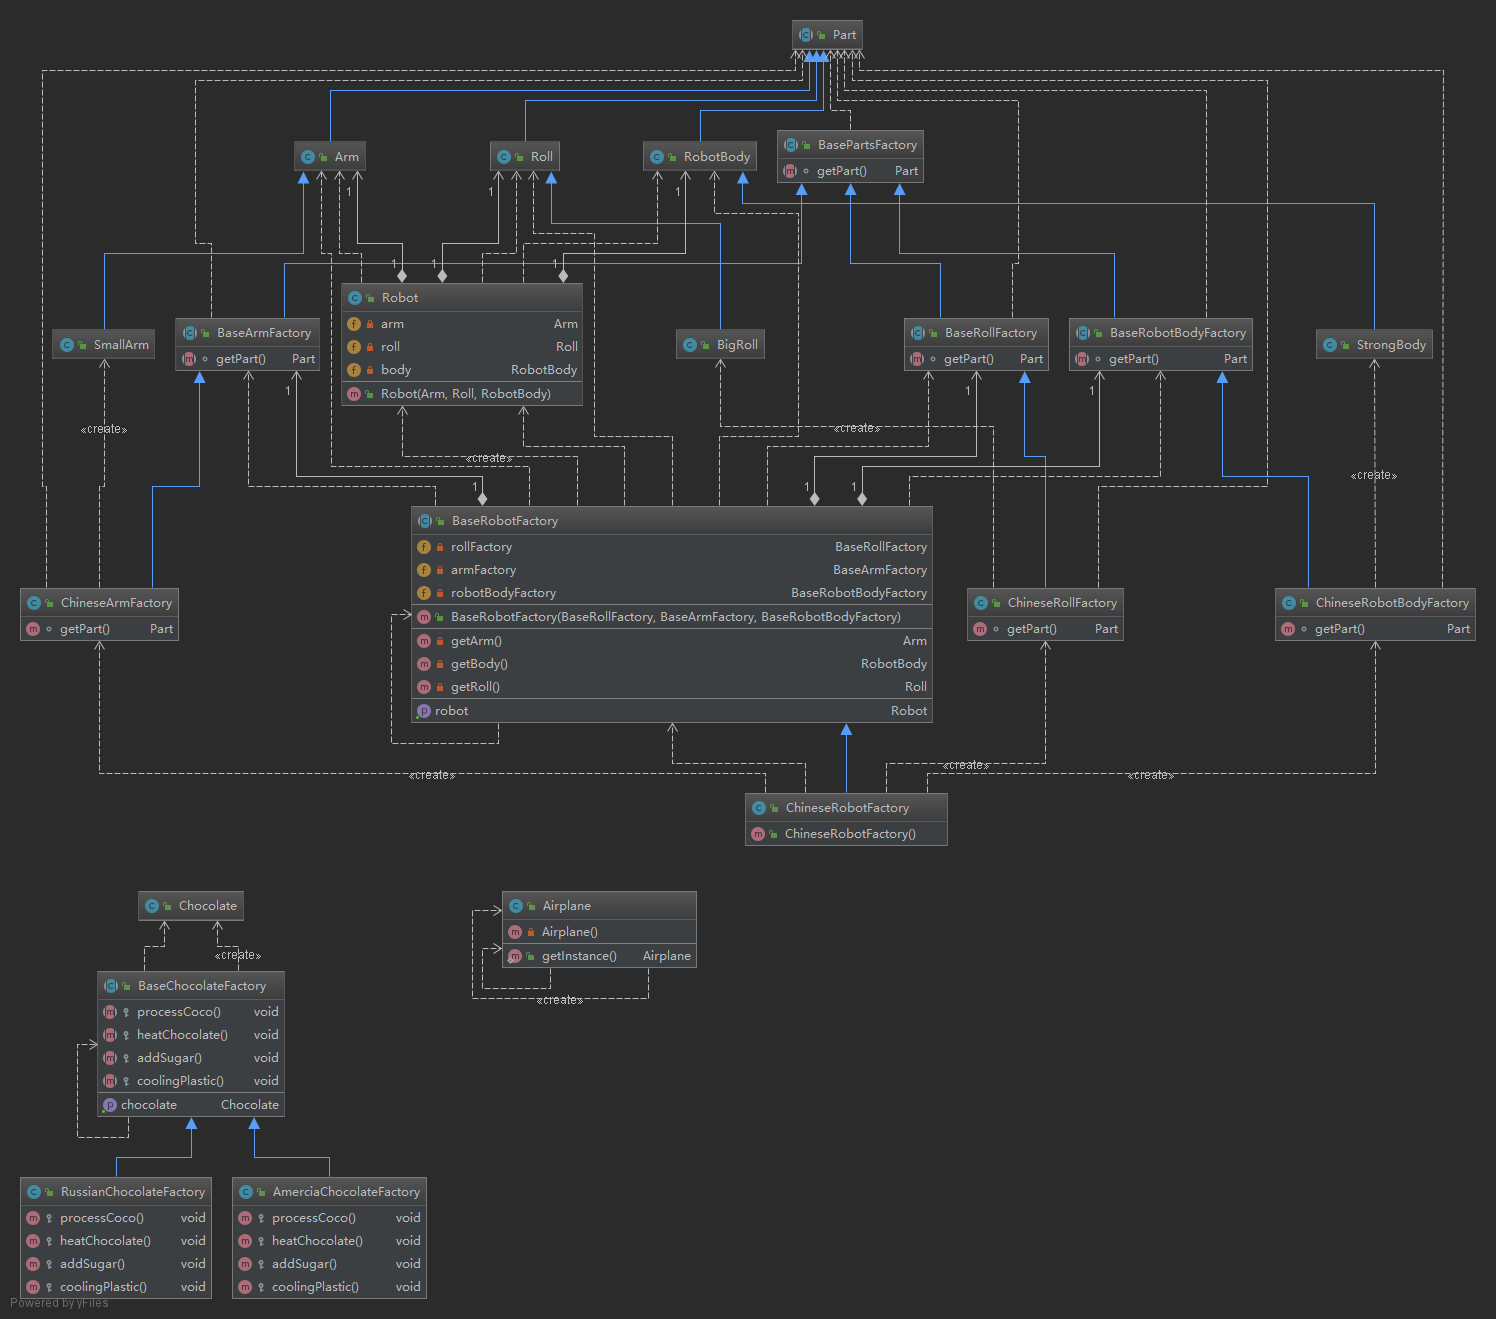 Part
Arm
Roll
RobotBody
BasePartsFactory
getPart() Part
1
1
1
1
1
1
Robot
arm Arm
roll Roll
body RobotBody
Robot(Arm, Roll, RobotBody)
SmallArm
BaseArmFactory
getPart() Part
BigRoll
BaseRollFactory
getPart() Part
BaseRobotBodyFactory
getPart() Part
StrongBody
1
1
1
«create»
«create»
«create»
«create»
1
1
1
BaseRobotFactory
rollFactory BaseRollFactory
armFactory BaseArmFactory
robotBodyFactory BaseRobotBodyFactory
BaseRobotFactory(BaseRollFactory, BaseArmFactory, BaseRobotBodyFactory)
getArm() Arm
getBody() RobotBody
getRoll() Roll
robot Robot
ChineseArmFactory
getPart() Part
ChineseRollFactory
getPart() Part
ChineseRobotBodyFactory
getPart() Part
«create»
«create»
«create»
ChineseRobotFactory
ChineseRobotFactory()
Chocolate
«create»
BaseChocolateFactory
processCoco() void
heatChocolate() void
addSugar() void
coolingPlastic() void
chocolate Chocolate
Airplane
Airplane()
getInstance() Airplane
«create»
RussianChocolateFactory
processCoco() void
heatChocolate() void
addSugar() void
coolingPlastic() void
AmerciaChocolateFactory
processCoco() void
heatChocolate() void
addSugar() void
coolingPlastic() void
Powered by yFiles